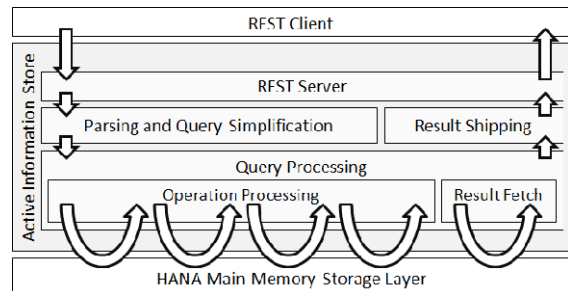 REST Client
Active Information Store
REST Server
Parsing and Query Simplification
Result Shipping
Query Processing
Operation Processing
Result Fetch
HANA Main Memory Storage Layer